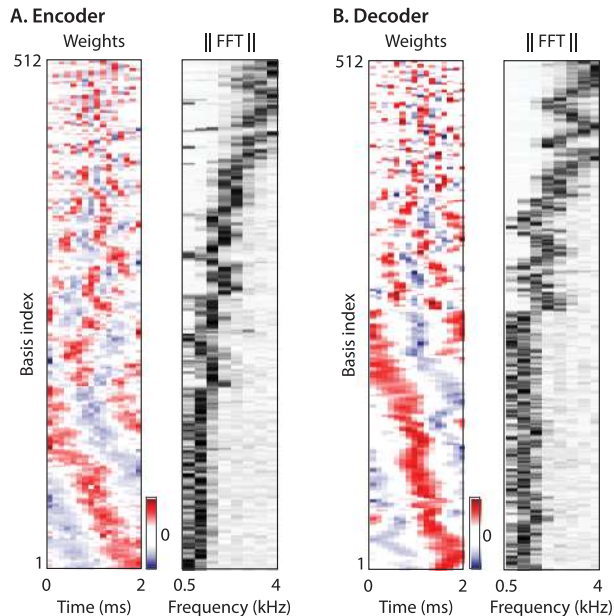 A. Encoder
Weights
|| FFT ||
512
Basis index
1
0
0
2
Time (ms)
0.5
4
Frequency (kHz)
B. Decoder
Weights
|| FFT ||
512
Basis index
1
0
0
2
Time (ms)
0.5
4
Frequency (kHz)